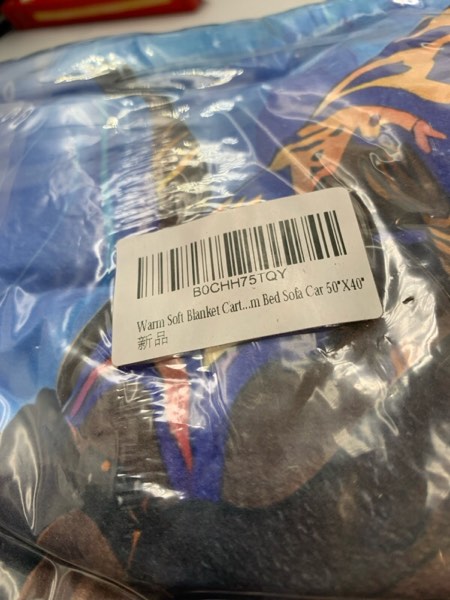 B0CHH75TQY
Warm Soft Blanket Cart...m Bed Sofa Car 50"X40"
新品